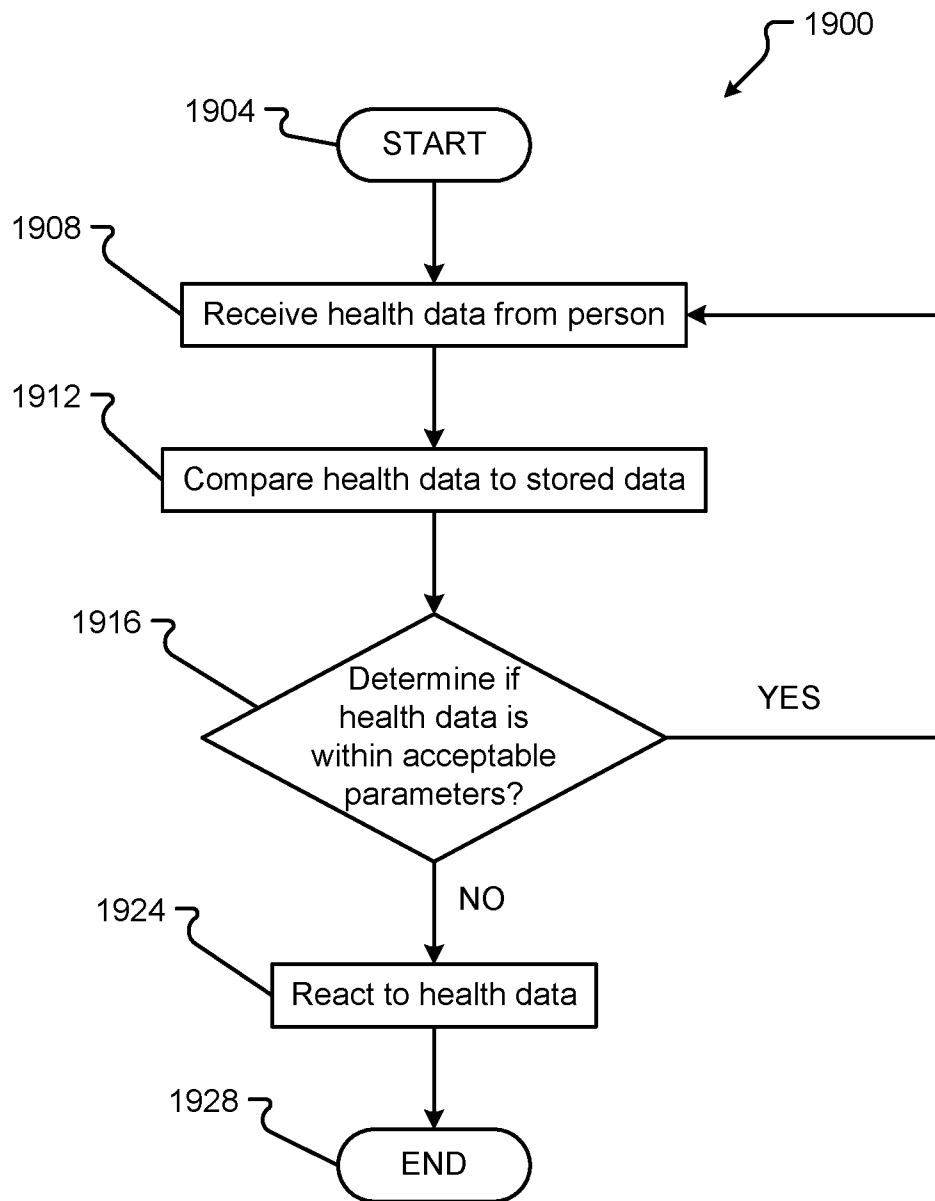 1900
1904
START
1908
Receive health data from person
1912
Compare health data to stored data
1916
Determine if
health data is
within acceptable
parameters?
YES
NO
1924
React to health data
1928
END